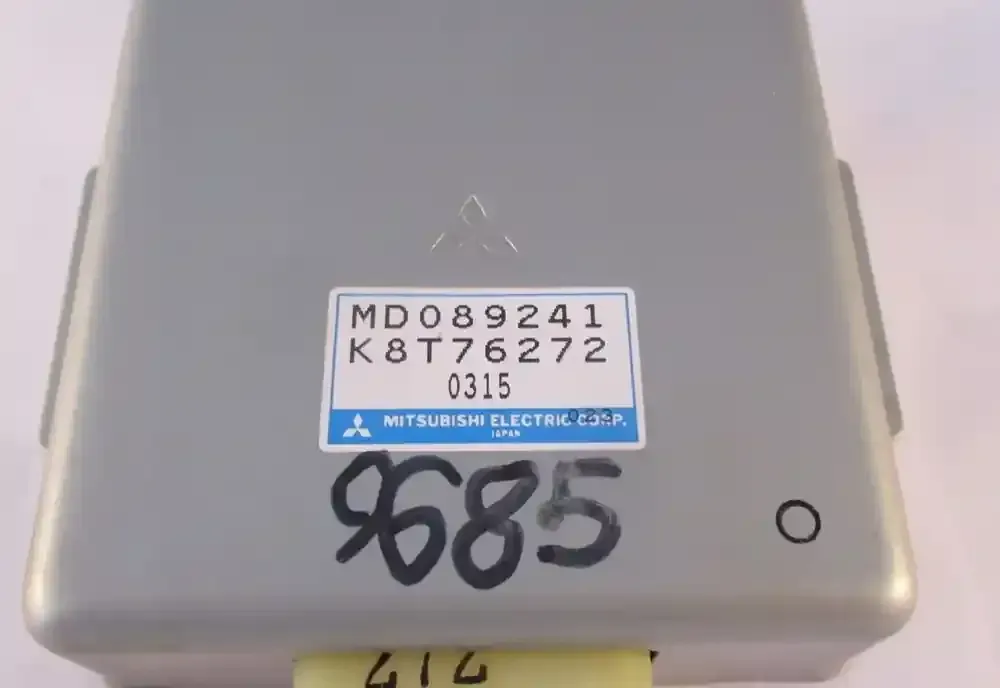 MD089241
K8T76272
0315
MITSUBISHI ELECTRIC CORP.
JAPAN
9685